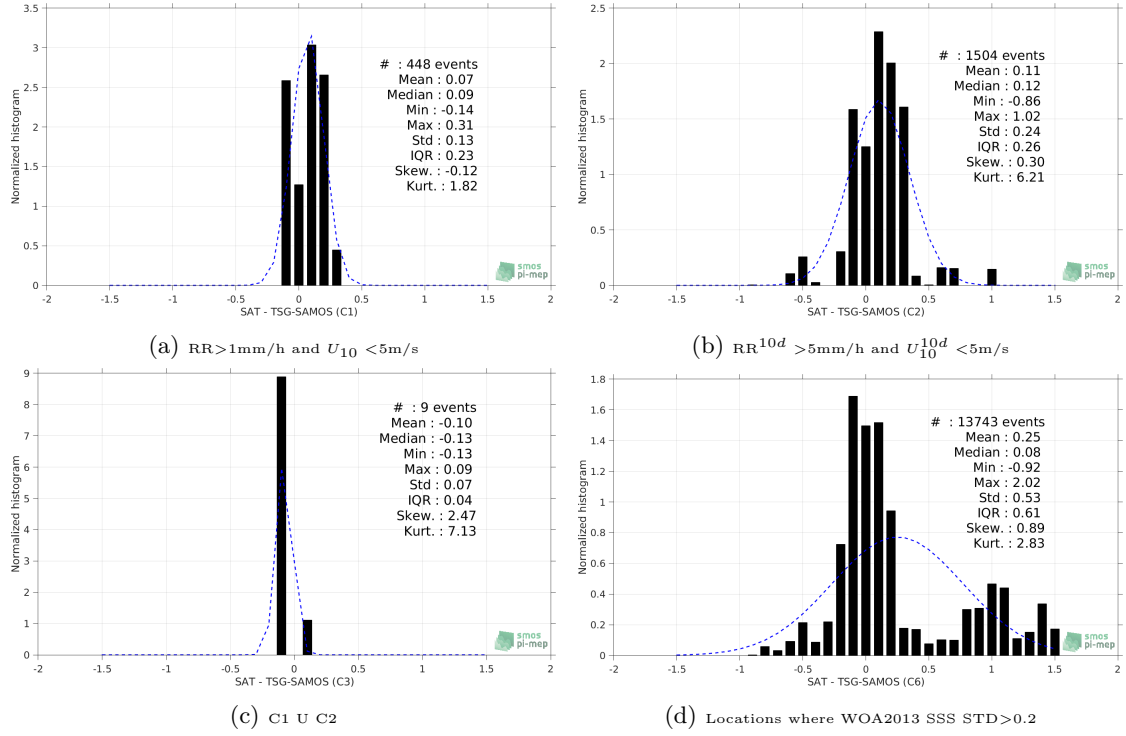 3.5
3
2.5
2
1.5
1
0.5
0
-2
-1.5
-1
-0.5
0
0.5
1
1.5
2
Normalized histogram
SAT - TSG-SAMOS (C1)
# : 448 events
Mean : 0.07
Median : 0.09
Min : -0.14
Max : 0.31
Std : 0.13
IQR : 0.23
Skew. : -0.12
Kurt. : 1.82
smos
pi-mep
(a) RR>1mm/h and U10 <5m/s
2.5
2
1.5
1
0.5
0
-2
-1.5
-1
-0.5
0
0.5
1
1.5
2
Normalized histogram
SAT - TSG-SAMOS (C2)
# : 1504 events
Mean : 0.11
Median : 0.12
Min : -0.86
Max : 1.02
Std : 0.24
IQR : 0.26
Skew. : 0.30
Kurt. : 6.21
smos
pi-mep
(b) RR10d >5mm/h and U10d10 <5m/s
9
8
7
6
5
4
3
2
1
0
-2
-1.5
-1
-0.5
0
0.5
1
1.5
2
Normalized histogram
SAT - TSG-SAMOS (C3)
# : 9 events
Mean : -0.10
Median : -0.13
Min : -0.13
Max : 0.09
Std : 0.07
IQR : 0.04
Skew. : 2.47
Kurt. : 7.13
smos
pi-mep
(c) C1 U C2
1.8
1.6
1.4
1.2
1
0.8
0.6
0.4
0.2
0
-2
-1.5
-1
-0.5
0
0.5
1
1.5
2
Normalized histogram
SAT - TSG-SAMOS (C6)
# : 13743 events
Mean : 0.25
Median : 0.08
Min : -0.92
Max : 2.02
Std : 0.53
IQR : 0.61
Skew. : 0.89
Kurt. : 2.83
smos
pi-mep
(d) Locations where WOA2013 SSS STD>0.2